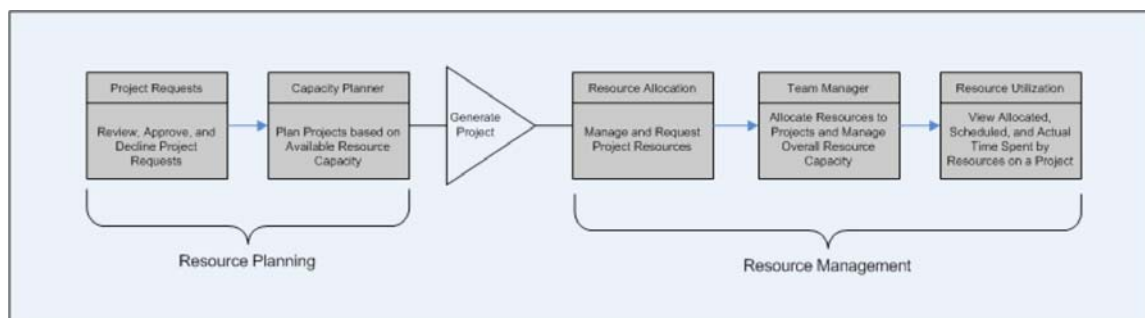 Project Requests
Review, Approve, and
Decline Project
Requests
Capacity Planner
Plan Projects based on
Available Resource
Capacity
Generate
Project
Resource Allocation
Manage and Request
Project Resources
Team Manager
Allocate Resources to
Projects and Manage
Overall Resource
Capacity
Resource Utilization
View Allocated,
Scheduled, and Actual
Time Spent by
Resources on a Project
Resource Planning
Resource Management